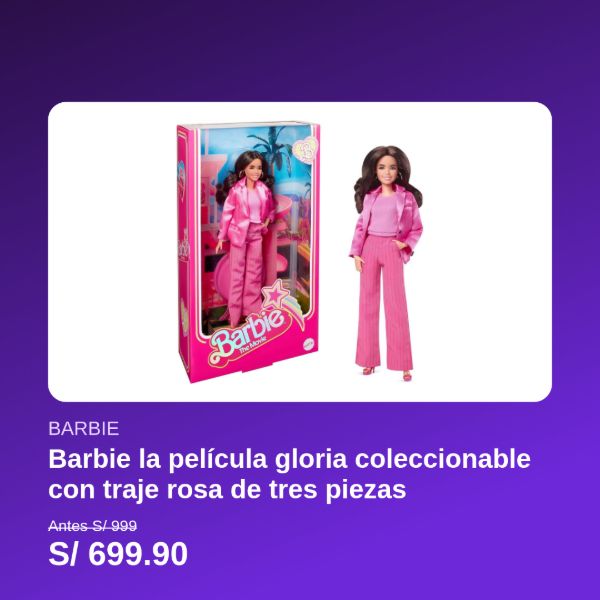 Barbie
The Movie
BARBIE
Barbie la película gloria coleccionable
con traje rosa de tres piezas
Antes S/ 999
S/ 699.90